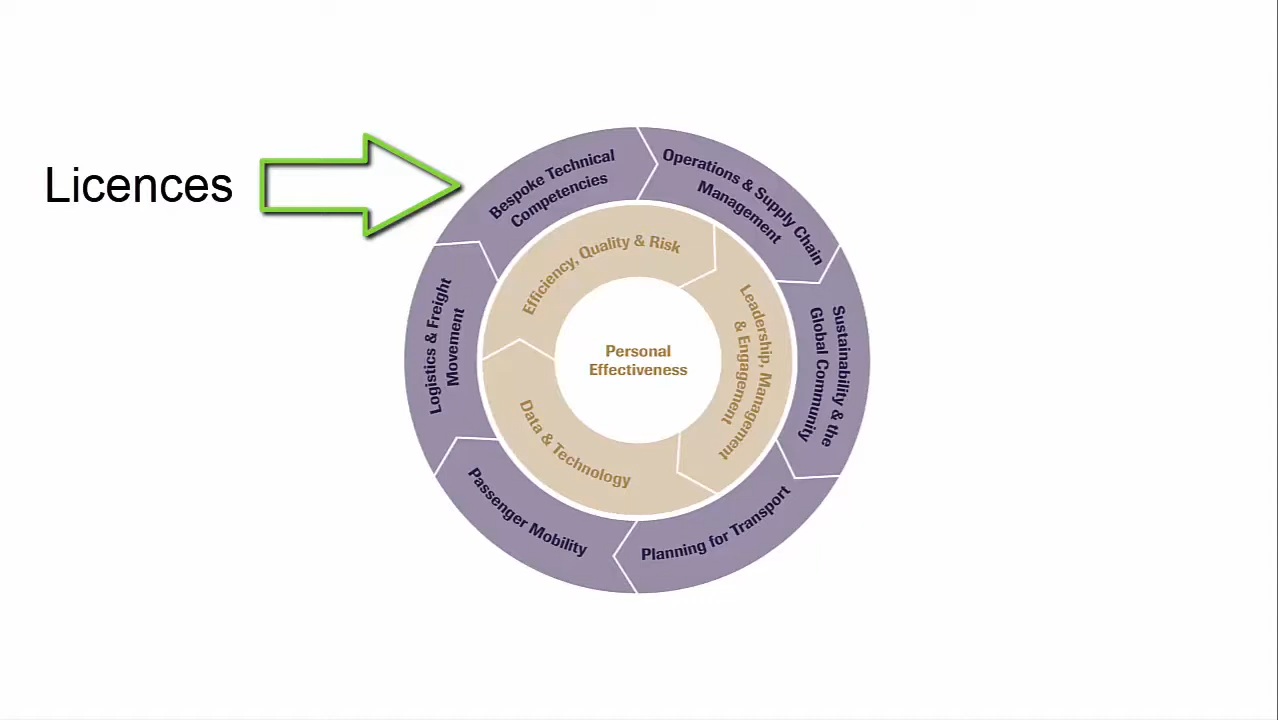 Licences
Bespoke Technical
Competencies
Operations & Supply Chain
Management
Sustainability & the
Global Community
Planning for Transport
Passenger Mobility
Logistics & Freight
Movement
Efficiency, Quality & Risk
Leadership, Management
& Engagement
Data & Technology
Personal
Effectiveness